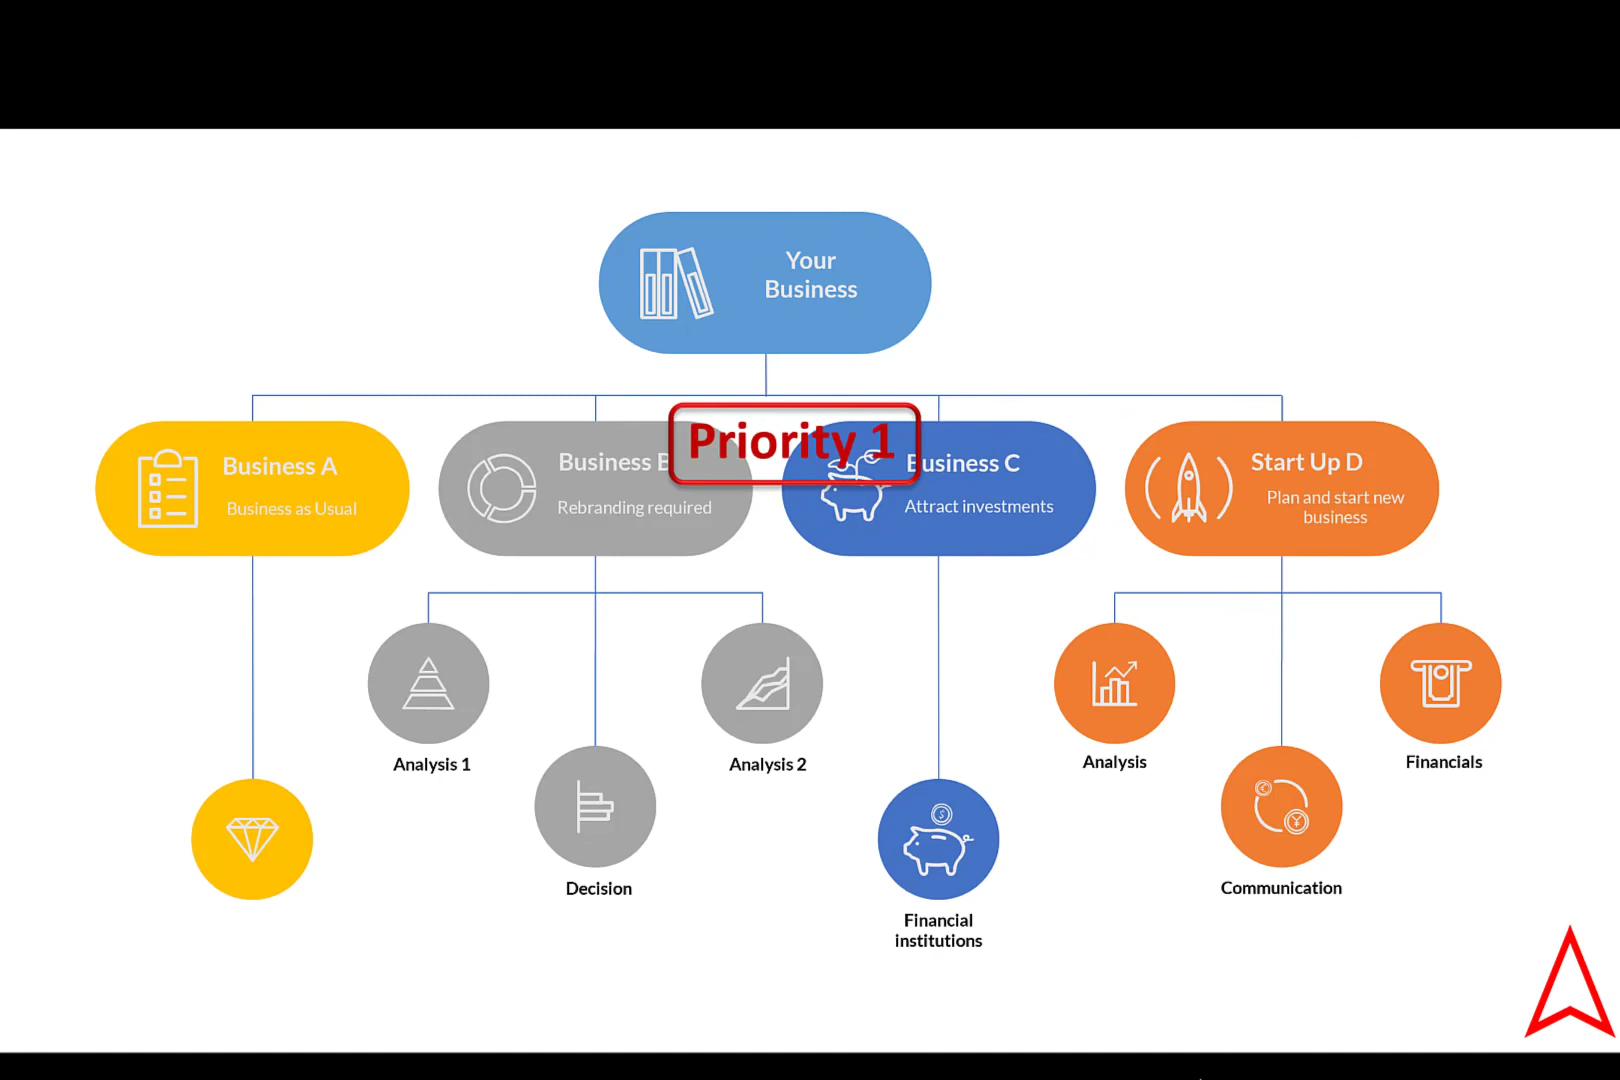 Your
Business
Priority 1
Business A
Business as Usual
Business B
Rebranding required
Business C
Attract investments
Start Up D
Plan and start new
business
Analysis 1
Analysis 2
Decision
Financial
institutions
Analysis
Financials
Communication